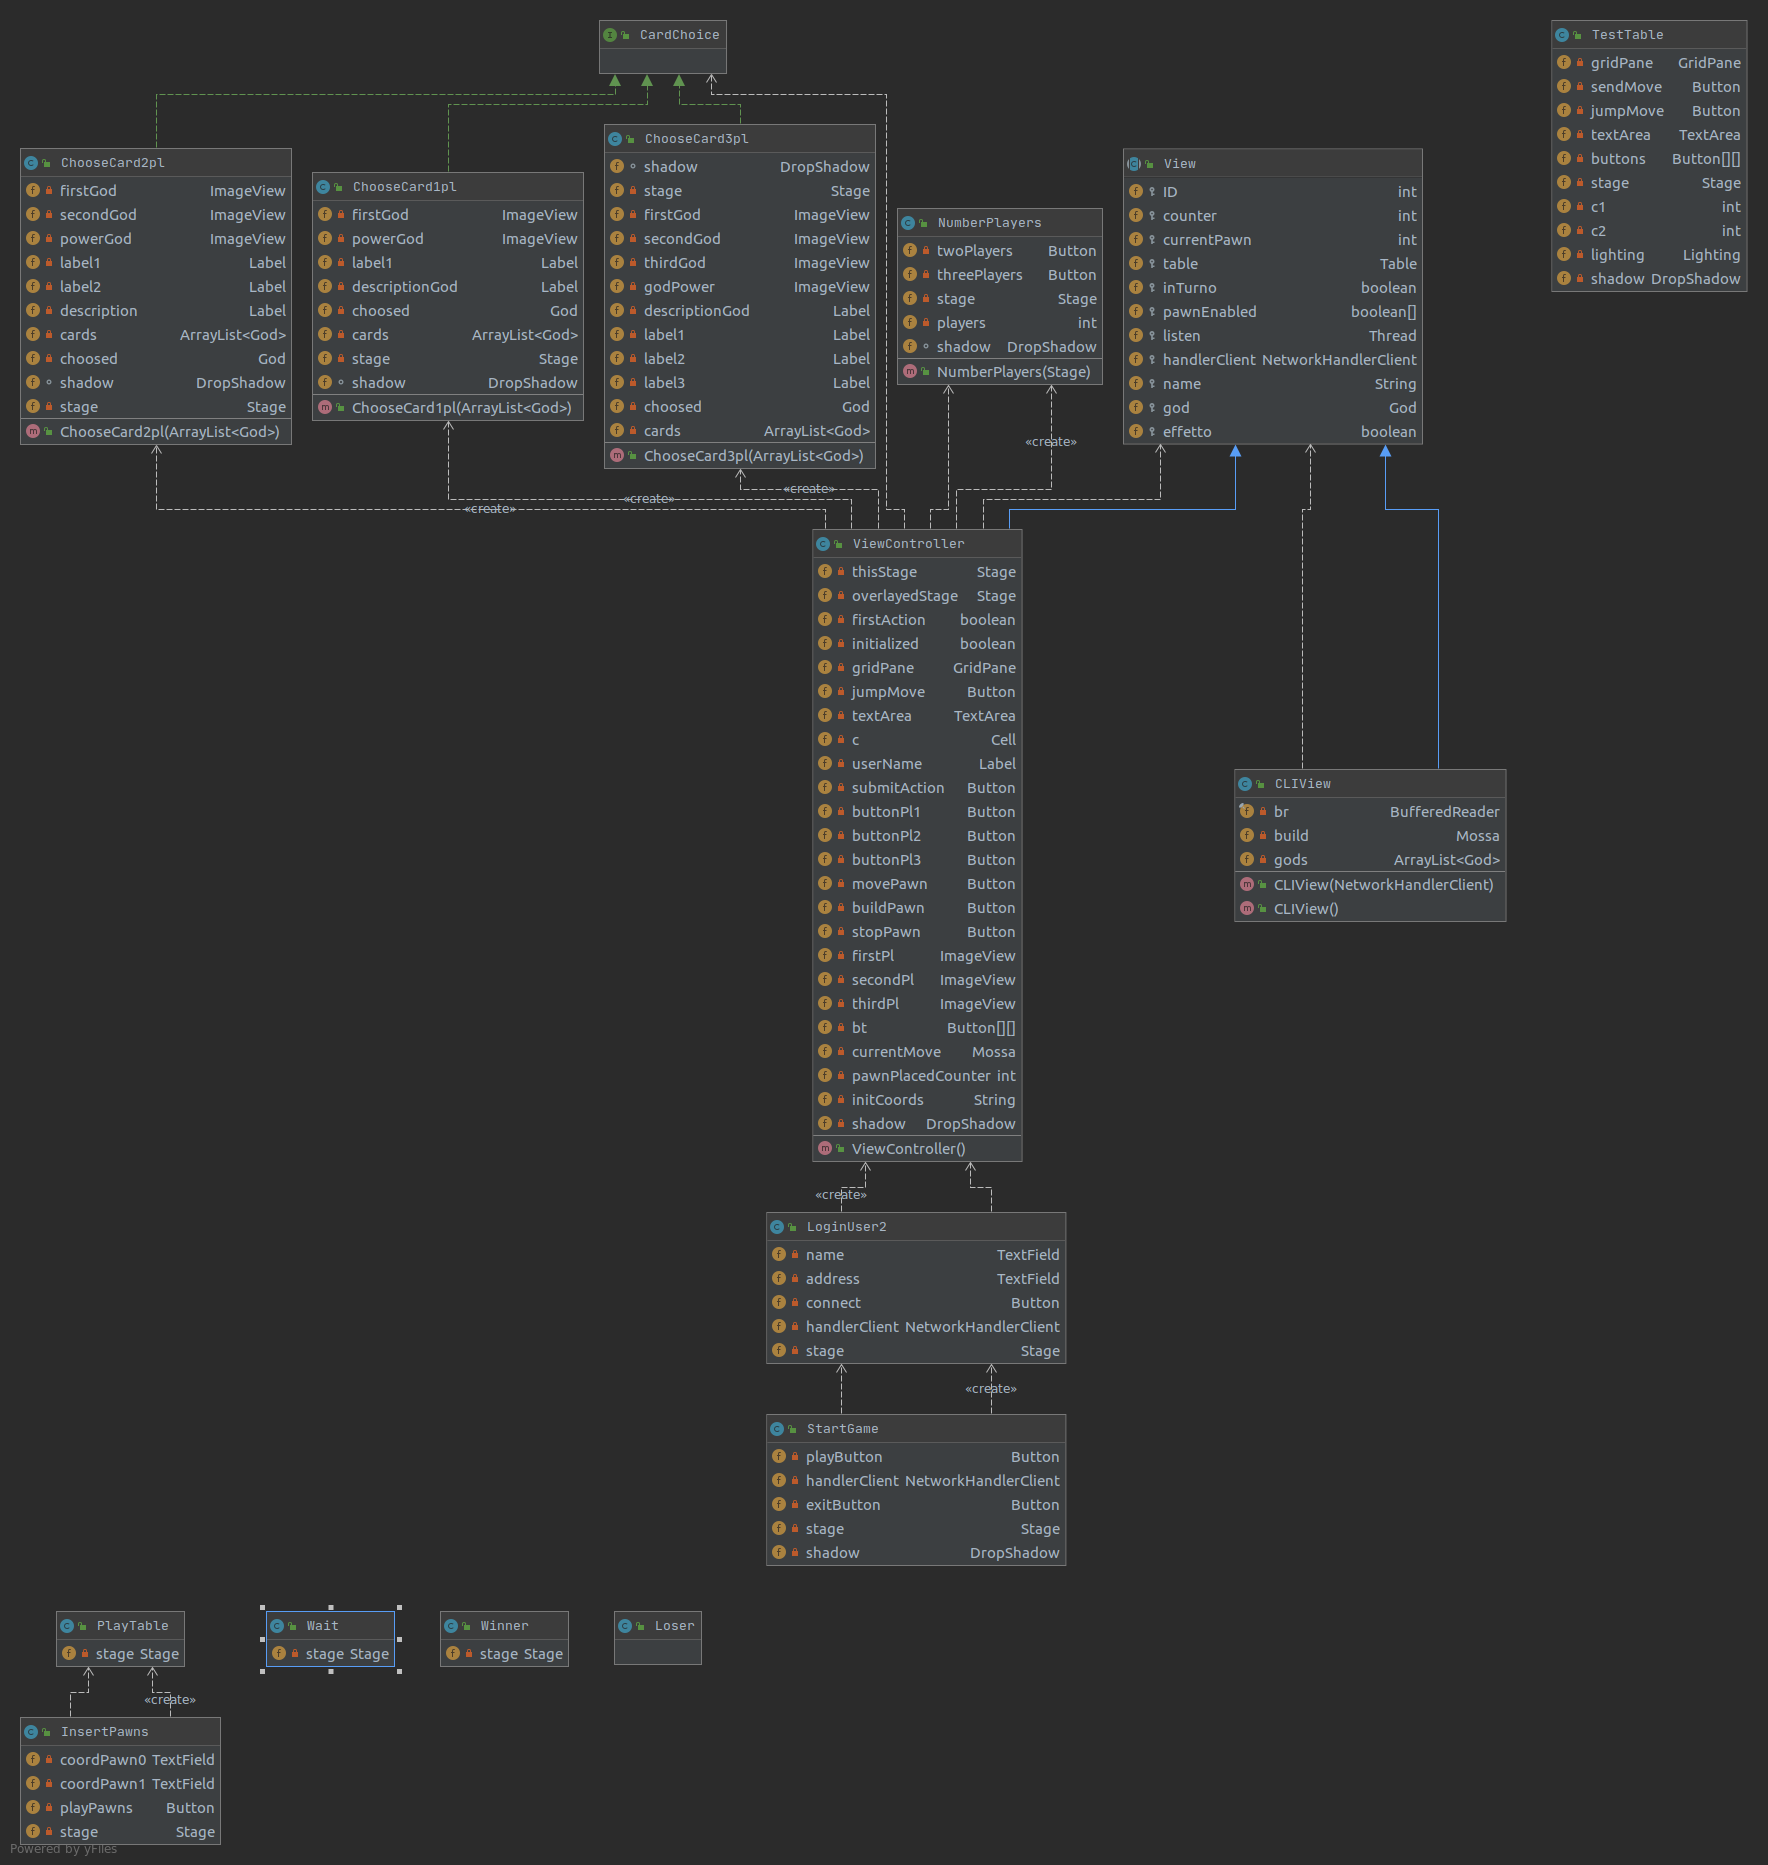 CardChoice
TestTable
gridPane GridPane
sendMove Button
jumpMove Button
textArea TextArea
buttons Button[][]
stage Stage
c1 int
c2 int
lighting Lighting
shadow DropShadow
ChooseCard2pl
firstGod ImageView
secondGod ImageView
powerGod ImageView
label1 Label
label2 Label
description Label
cards ArrayList<God>
choosed God
shadow DropShadow
stage Stage
ChooseCard2pl(ArrayList<God>)
ChooseCard1pl
firstGod ImageView
powerGod ImageView
label1 Label
descriptionGod Label
choosed God
cards ArrayList<God>
stage Stage
shadow DropShadow
ChooseCard1pl(ArrayList<God>)
ChooseCard3pl
shadow DropShadow
stage Stage
firstGod ImageView
secondGod ImageView
thirdGod ImageView
godPower ImageView
descriptionGod Label
label1 Label
label2 Label
label3 Label
choosed God
cards ArrayList<God>
ChooseCard3pl(ArrayList<God>)
NumberPlayers
twoPlayers Button
threePlayers Button
stage Stage
players int
shadow DropShadow
NumberPlayers(Stage)
View
ID int
counter int
currentPawn int
table Table
inTurno boolean
pawnEnabled boolean[]
listen Thread
handlerClient NetworkHandlerClient
name String
god God
effetto boolean
«create»
«create»
«create»
«create»
ViewController
thisStage Stage
overlayedStage Stage
firstAction boolean
initialized boolean
gridPane GridPane
jumpMove Button
textArea TextArea
c Cell
userName Label
submitAction Button
buttonPl1 Button
buttonPl2 Button
buttonPl3 Button
movePawn Button
buildPawn Button
stopPawn Button
firstPl ImageView
secondPl ImageView
thirdPl ImageView
bt Button[][]
currentMove Mossa
pawnPlacedCounter int
initCoords String
shadow DropShadow
ViewController()
CLIView
br BufferedReader
build Mossa
gods ArrayList<God>
CLIView(NetworkHandlerClient)
CLIView()
«create»
LoginUser2
name TextField
address TextField
connect Button
handlerClient NetworkHandlerClient
stage Stage
«create»
StartGame
playButton Button
handlerClient NetworkHandlerClient
exitButton Button
stage Stage
shadow DropShadow
PlayTable
stage Stage
Wait
stage Stage
Winner
stage Stage
Loser
«create»
InsertPawns
coordPawn0 TextField
coordPawn1 TextField
playPawns Button
stage Stage
Powered by yFiles